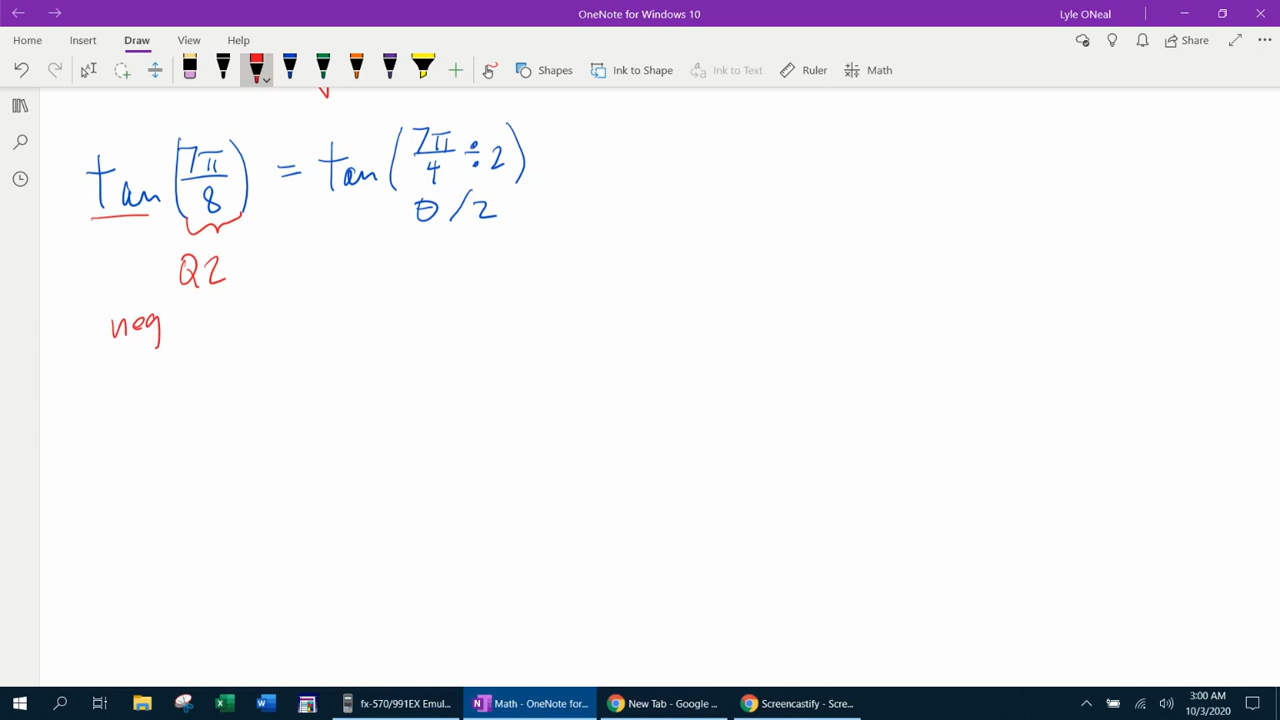 OneNote for Windows 10
Lyle ONeal
Home Insert Draw View Help
Share
Shapes Ink to Shape Ink to Text Ruler Math
tan (7π/8) = tan (7π/4 ÷ 2)
θ/2
Q2
neg
fx-570/991EX Emul... Math - OneNote for... New Tab - Google ... Screencastify - Scre...
3:00 AM
10/3/2020